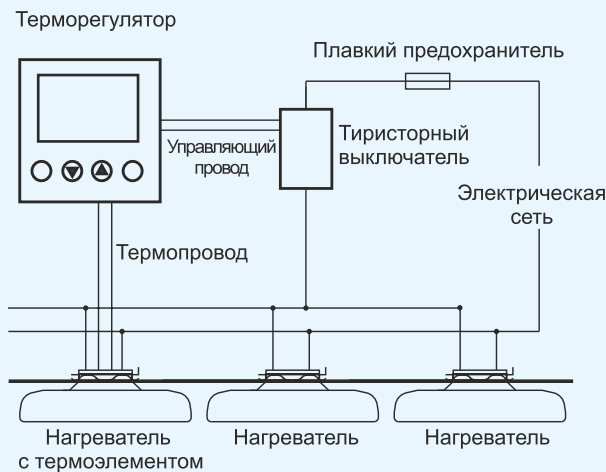 Терморегулятор
Плавкий предохранитель
Управляющий
провод
Тиристорный
выключатель
Электрическая
сеть
Термопровод
Нагреватель
с термоэлементом
Нагреватель
Нагреватель